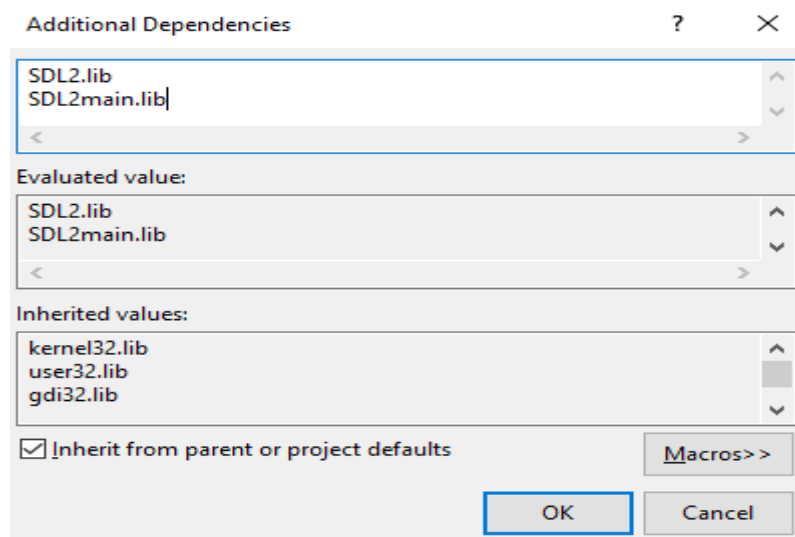 Additional Dependencies ?
SDL2.lib
SDL2main.lib
Evaluated value:
SDL2.lib
SDL2main.lib
Inherited values:
kernel32.lib
user32.lib
gdi32.lib
Inherit from parent or project defaults
Macros>>
OK Cancel